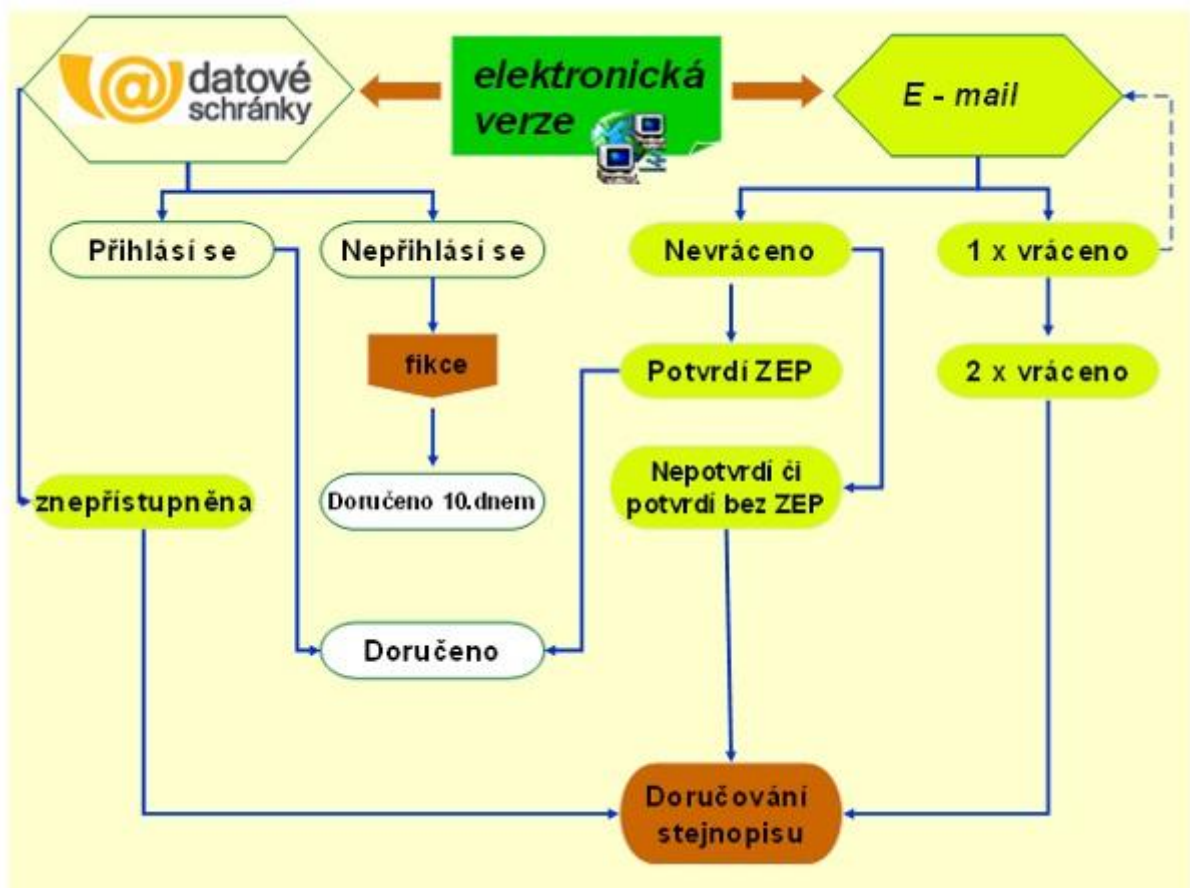 datové
schránky
elektronická
verze
E - mail
Přihlásí se
Nepřihlásí se
Nevráceno
1 x vráceno
fikce
Potvrdí ZEP
2 x vráceno
znepřístupněna
Doručeno 10.dnem
Nepotvrdí či
potvrdí bez ZEP
Doručeno
Doručování
stejnopisu